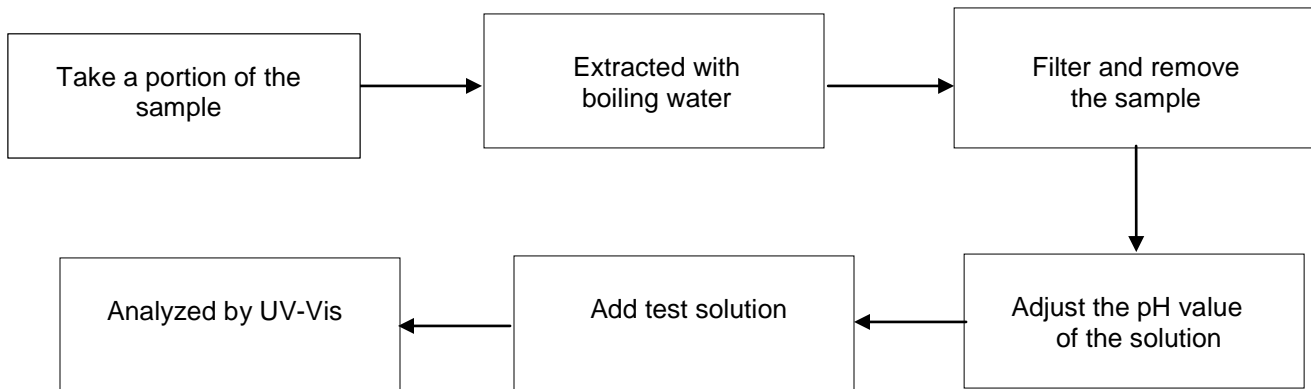 Take a portion of the
sample
Extracted with
boiling water
Filter and remove
the sample
Adjust the pH value
of the solution
Add test solution
Analyzed by UV-Vis